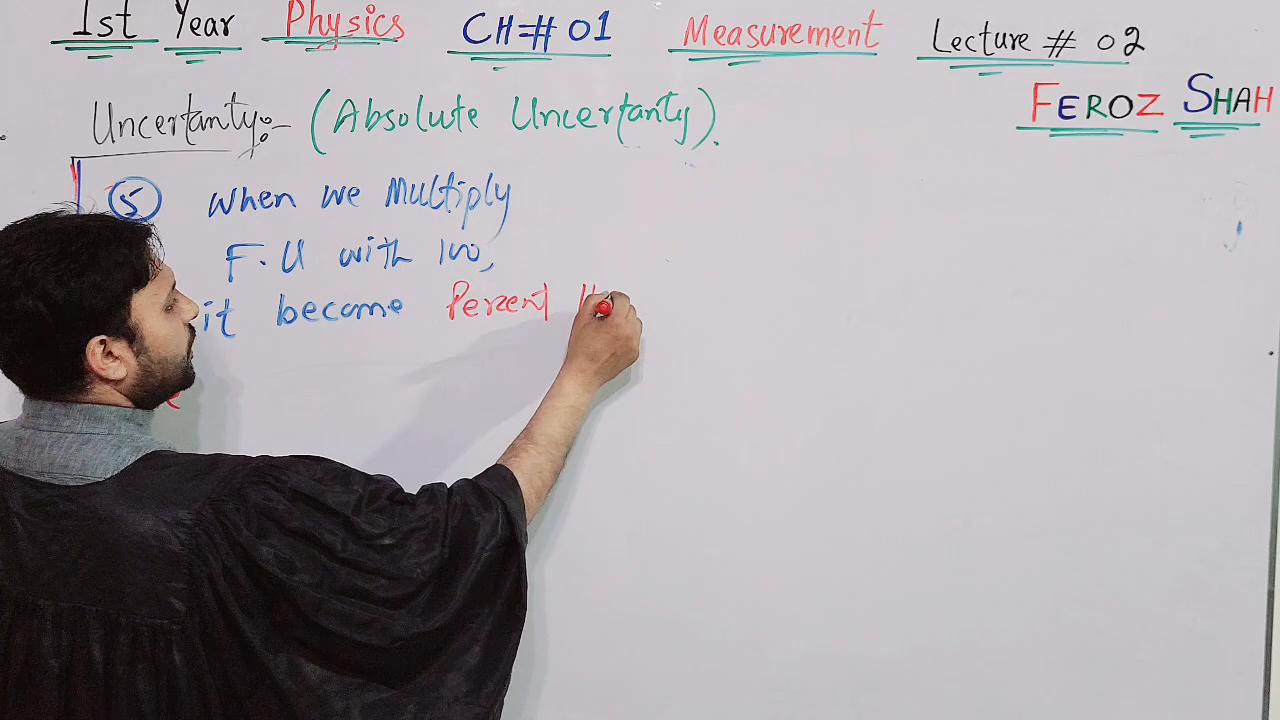 1st Year Physics CH# 01 Measurement Lecture # 02
FEROZ SHAH
Uncertanty:- (Absolute Uncertanty).
5 when we Multiply
F.U with 100,
it become Percent